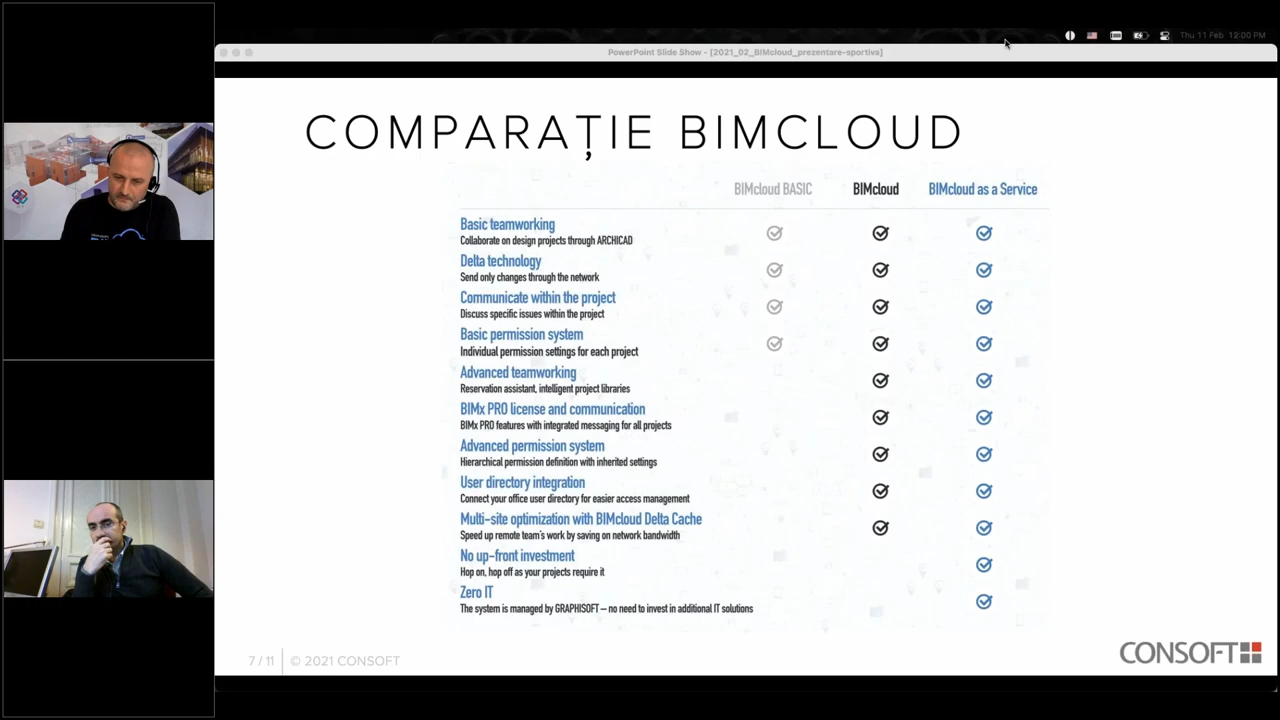 Thu 11 Feb 12:00 PM
PowerPoint Slide Show - [2021_02_BIMcloud_prezentare-sportiva]
COMPARAȚIE BIMCLOUD
BIMcloud BASIC BIMcloud BIMcloud as a Service
Basic teamworking
Collaborate on design projects through ARCHICAD
Delta technology
Send only changes through the network
Communicate within the project
Discuss specific issues within the project
Basic permission system
Individual permission settings for each project
Advanced teamworking
Reservation assistant, intelligent project libraries
BIMx PRO license and communication
BIMx PRO features with integrated messaging for all projects
Advanced permission system
Hierarchical permission definition with inherited settings
User directory integration
Connect your office user directory for easier access management
Multi-site optimization with BIMcloud Delta Cache
Speed up remote team's work by saving on network bandwidth
No up-front investment
Hop on, hop off as your projects require it
Zero IT
The system is managed by GRAPHISOFT – no need to invest in additional IT solutions
7 / 11 © 2021 CONSOFT
CONSOFT